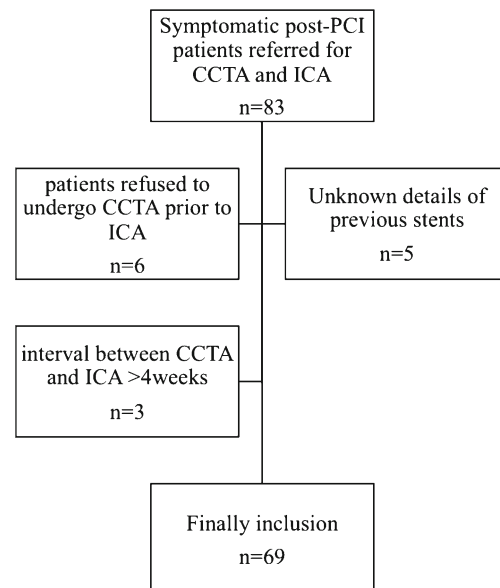 Symptomatic post-PCI
patients referred for
CCTA and ICA
n=83
patients refused to
undergo CCTA prior to
ICA
n=6
Unknown details of
previous stents
n=5
interval between CCTA
and ICA >4weeks
n=3
Finally inclusion
n=69